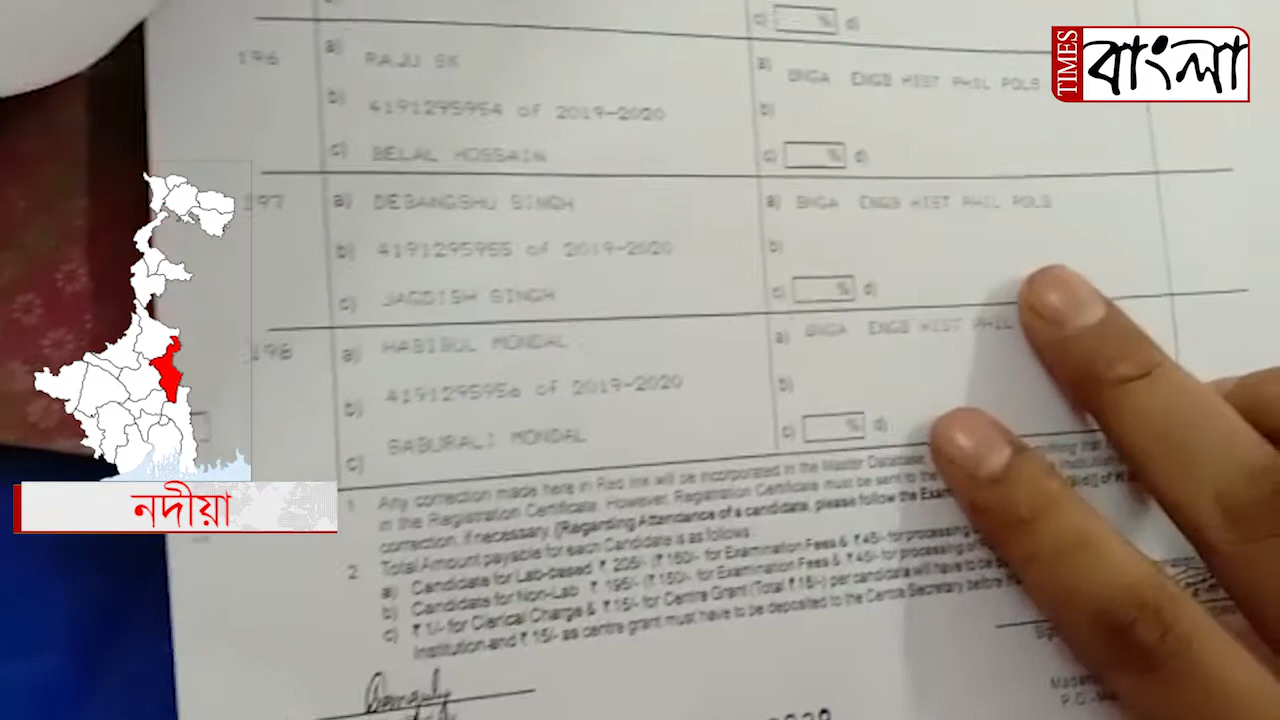 c) % d)
TIMES বাংলা
196 a) RAJU SK a) BNGA ENGB HIST PHIL POLS
b) 4191295954 of 2019-2020 b)
c) BELAL HOSSAIN c) % d)
197 a) DEBANGSHU SINGH a) BNGA ENGB HIST PHIL POLS
b) 4191295955 of 2019-2020 b)
c) JAGDISH SINGH c) % d)
198 a) HABIBUL MONDAL a) BNGA ENGB HIST PHIL
b) 4191295956 of 2019-2020 b)
c) SABURALI MONDAL c) % d)
নদীয়া
1 Any correction made here in Red Ink will be incorporated in the Master Database
in the Registration Certificate. However, Registration Certificate must be sent to the
correction, if necessary. (Regarding Attendance of a candidate, please follow the
2 Total Amount payable for each Candidate is as follows:
a) Candidate for Lab-based ₹ 205/- (₹ 160/- for Examination Fees & ₹ 45/- for processing
b) Candidate for Non-Lab ₹ 195/- (₹ 150/- for Examination Fees & ₹ 45/- for processing
c) ₹ 1/- for Clerical Charge & ₹ 15/- for Centre Grant (Total ₹ 16/-) per candidate will have to be
Institution and ₹ 15/- as centre grant must have to be deposited to the Centre Secretary before